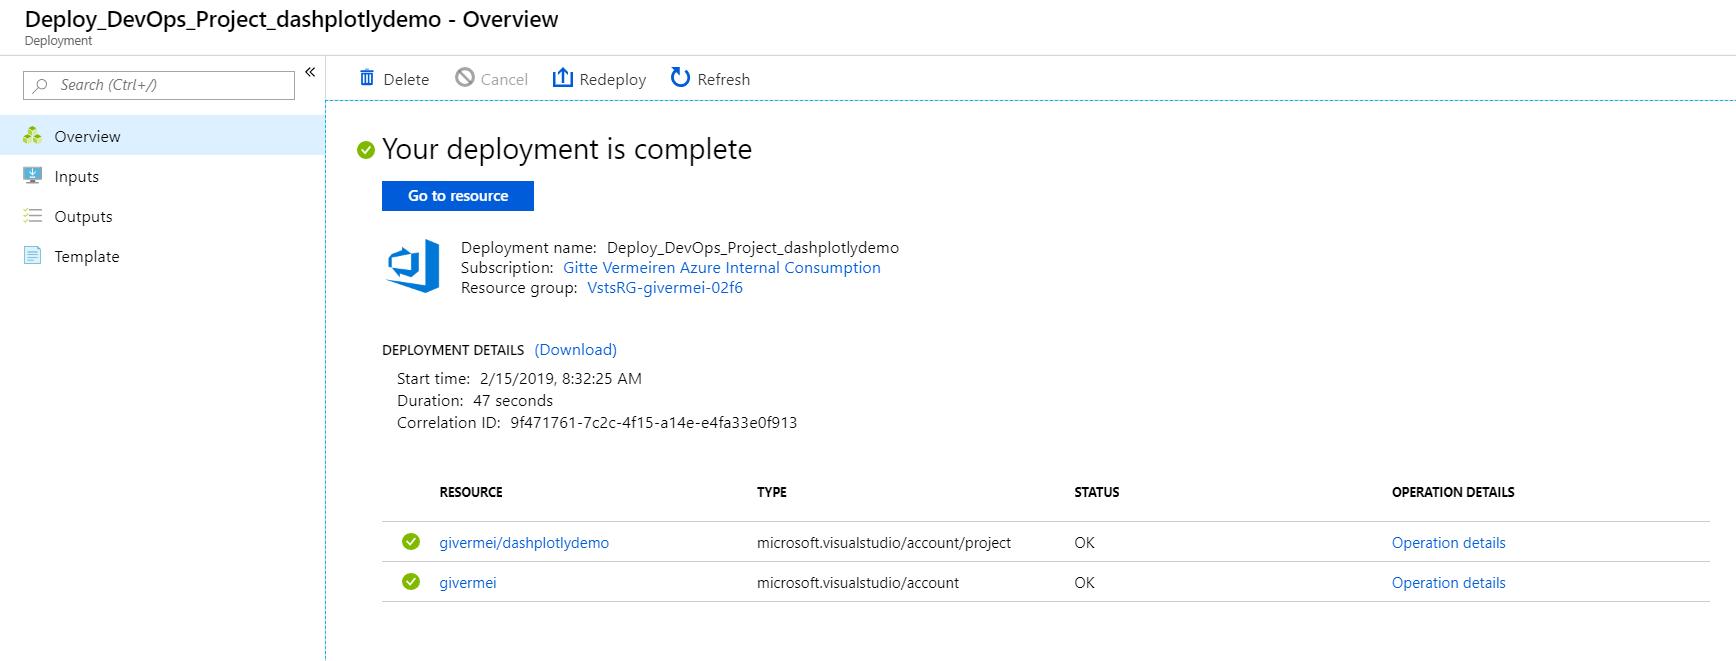 Deploy_DevOps_Project_dashplotlydemo - Overview
Deployment
Search (Ctrl+/)
«
Overview
Inputs
Outputs
Template
Delete Cancel Redeploy Refresh
Your deployment is complete
Go to resource
Deployment name: Deploy_DevOps_Project_dashplotlydemo
Subscription: Gitte Vermeiren Azure Internal Consumption
Resource group: VstsRG-givermei-02f6
DEPLOYMENT DETAILS (Download)
Start time: 2/15/2019, 8:32:25 AM
Duration: 47 seconds
Correlation ID: 9f471761-7c2c-4f15-a14e-e4fa33e0f913
RESOURCE TYPE STATUS OPERATION DETAILS
givermei/dashplotlydemo microsoft.visualstudio/account/project OK Operation details
givermei microsoft.visualstudio/account OK Operation details